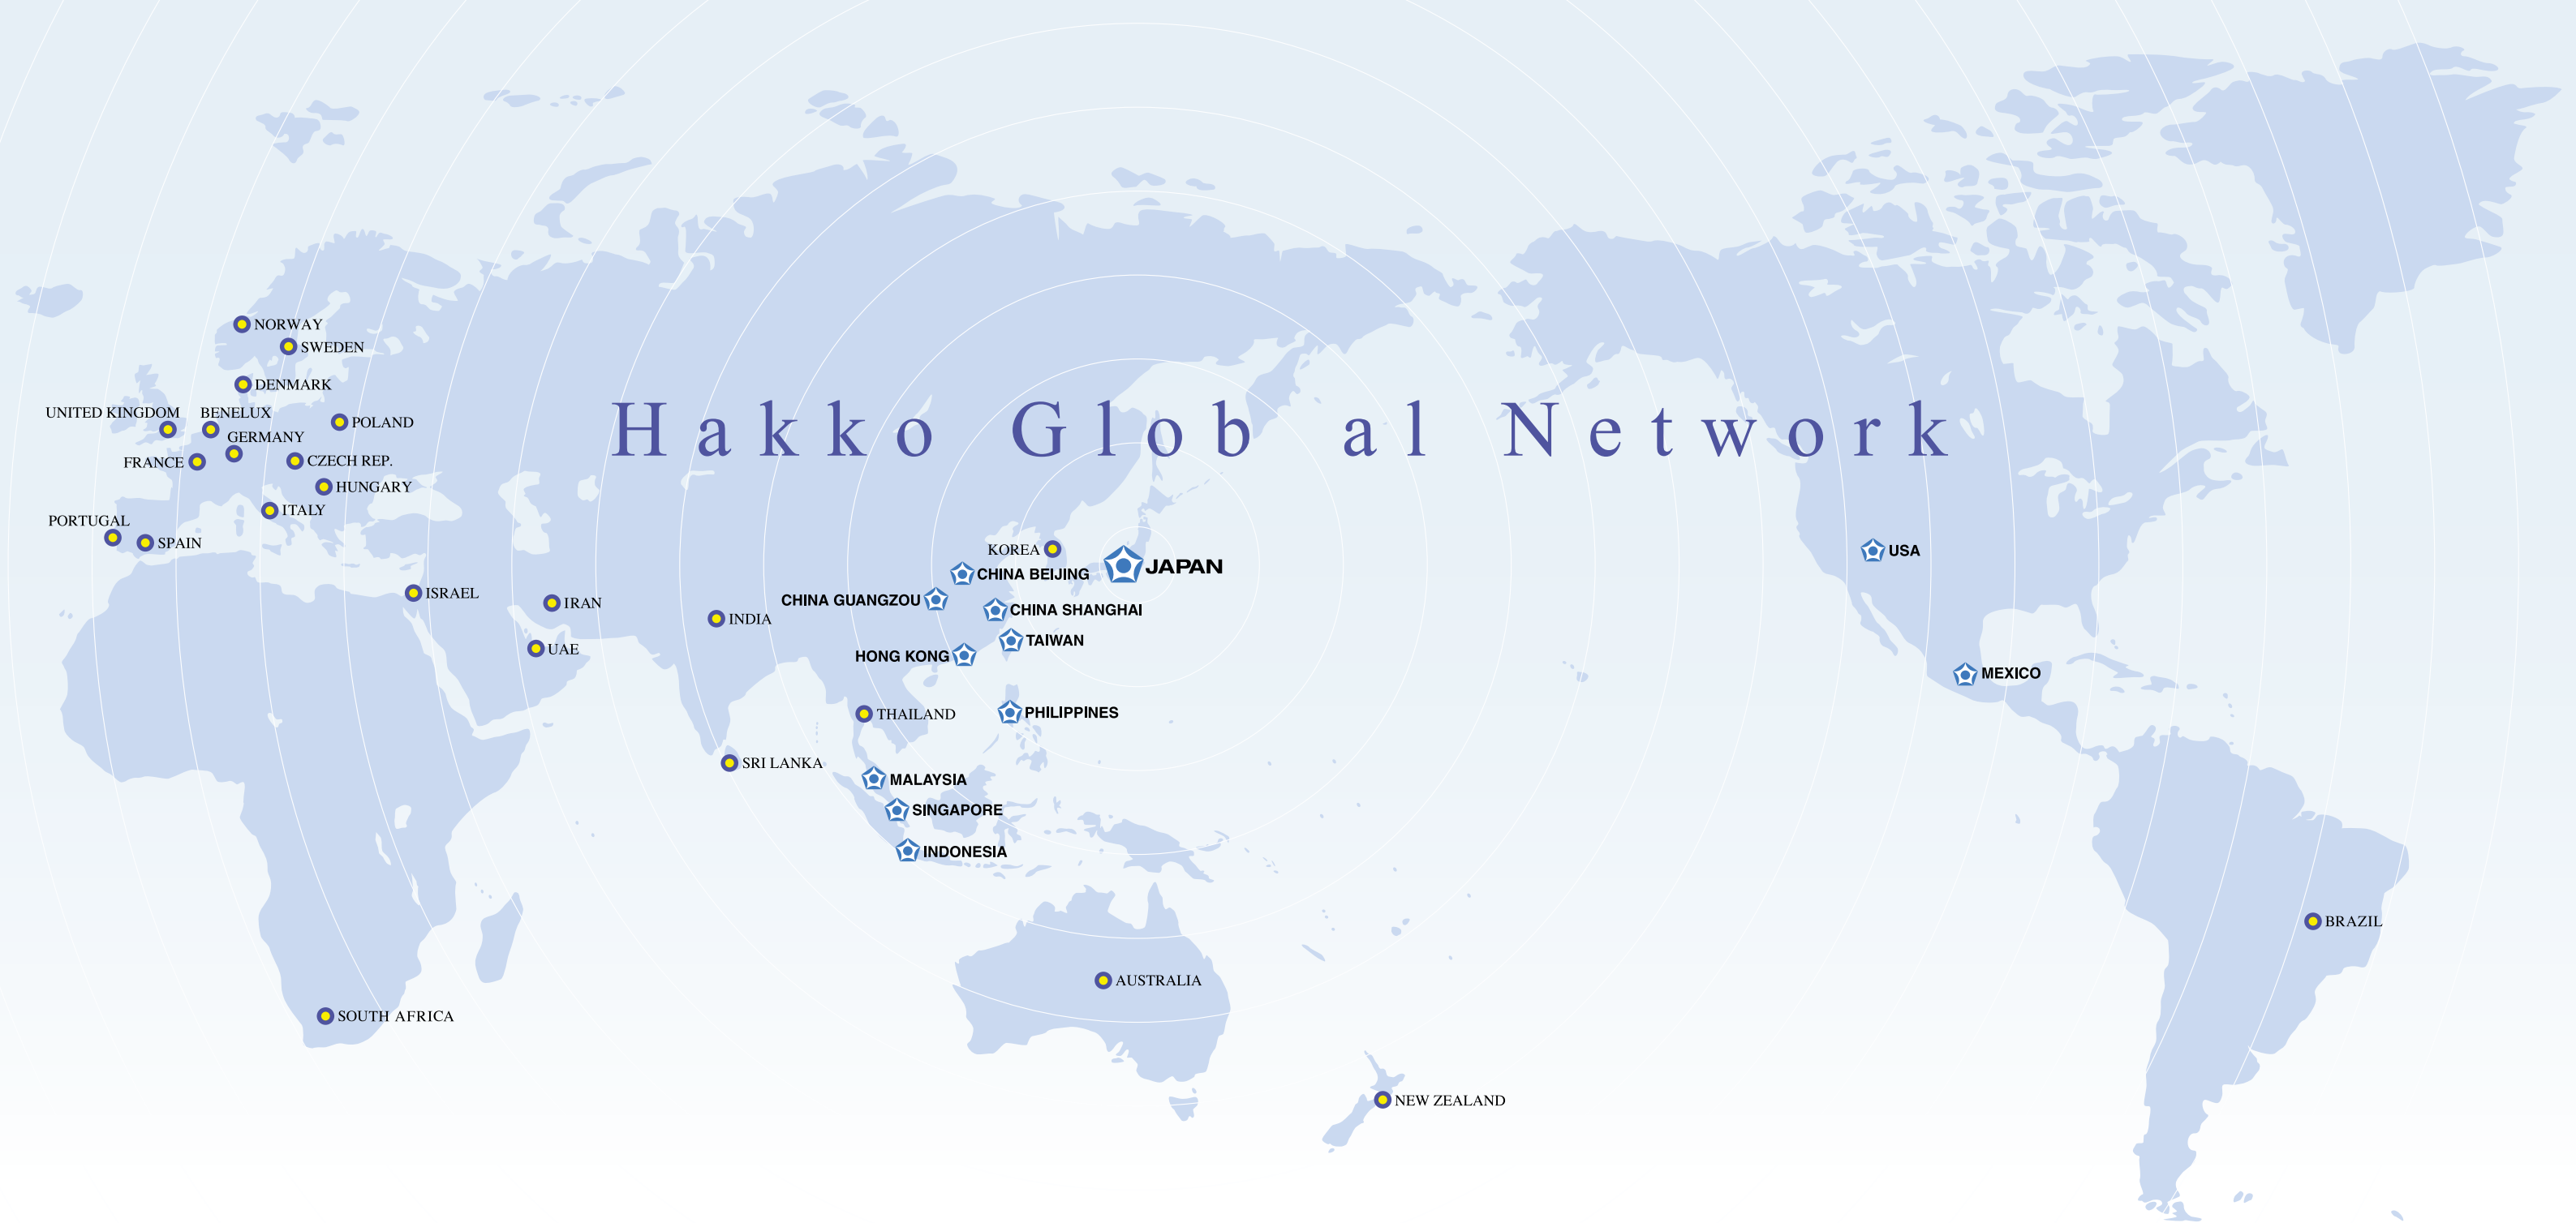 Hakko Global Network
NORWAY
SWEDEN
DENMARK
UNITED KINGDOM
BENELUX
POLAND
GERMANY
FRANCE
CZECH REP.
HUNGARY
ITALY
PORTUGAL
SPAIN
ISRAEL
IRAN
UAE
INDIA
SRI LANKA
SOUTH AFRICA
KOREA
JAPAN
CHINA BEIJING
CHINA GUANGZOU
CHINA SHANGHAI
TAIWAN
HONG KONG
PHILIPPINES
THAILAND
MALAYSIA
SINGAPORE
INDONESIA
AUSTRALIA
NEW ZEALAND
USA
MEXICO
BRAZIL